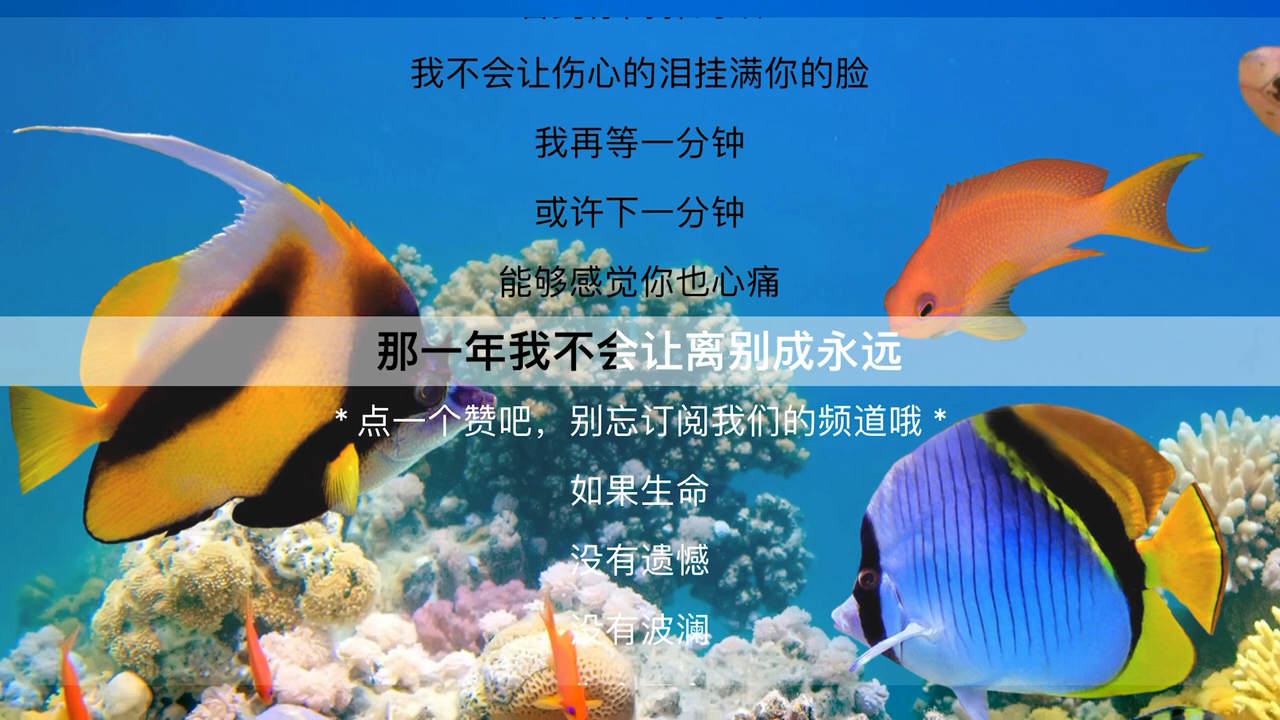 我不会让伤心的泪挂满你的脸
我再等一分钟
或许下一分钟
能够感觉你也心痛
那一年我不会让离别成永远
* 点一个赞吧，别忘订阅我们的频道哦 *
如果生命
没有遗憾
没有波澜